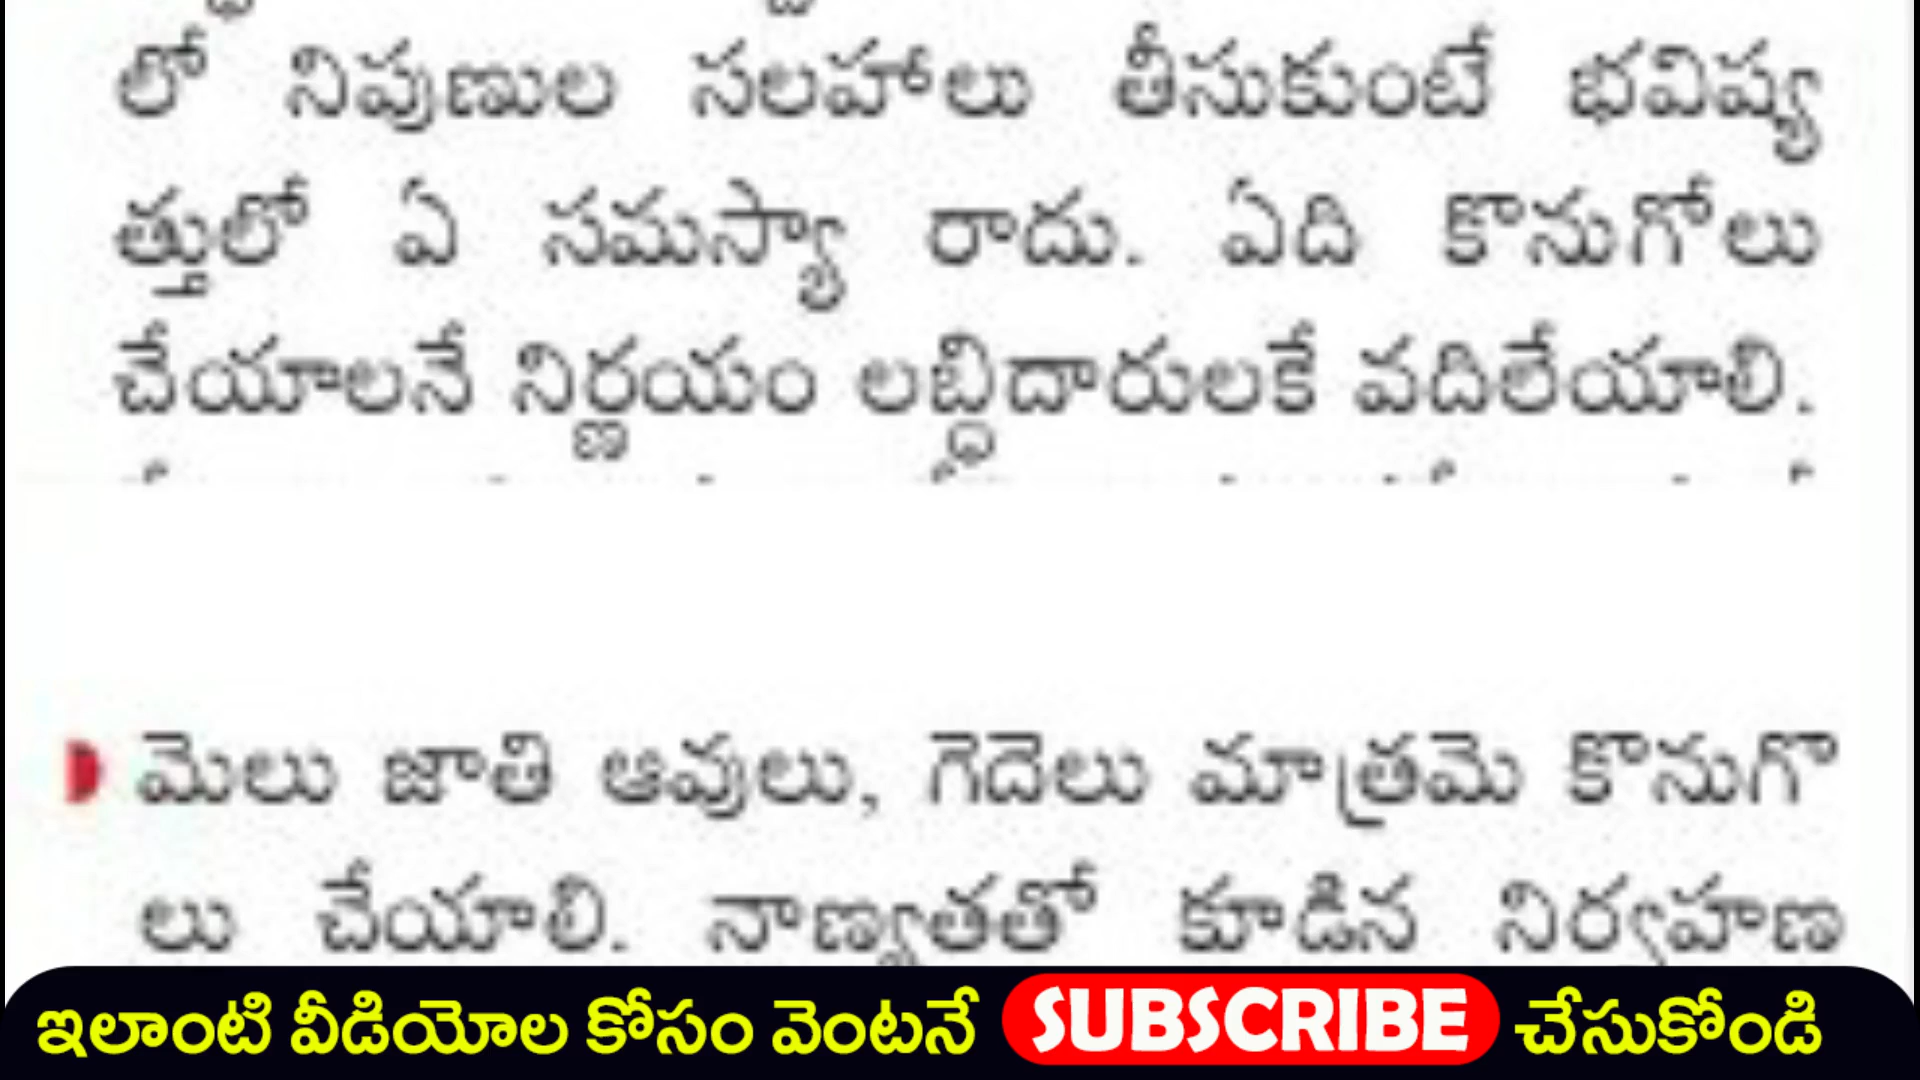 లో నిపుణుల సలహాలు తీసుకుంటే భవిష్య
త్తులో ఏ సమస్యా రాదు. ఏది కొనుగోలు
చేయాలనే నిర్ణయం లబ్ధిదారులకే వదిలేయాలి.
మెలు జాతి ఆవులు, గెదెలు మాత్రమె కొనుగొ
లు చేయాలి. నాణ్యతతో కూడిన నిర్వహణ
ఇలాంటి వీడియోల కోసం వెంటనే SUBSCRIBE చేసుకోండి